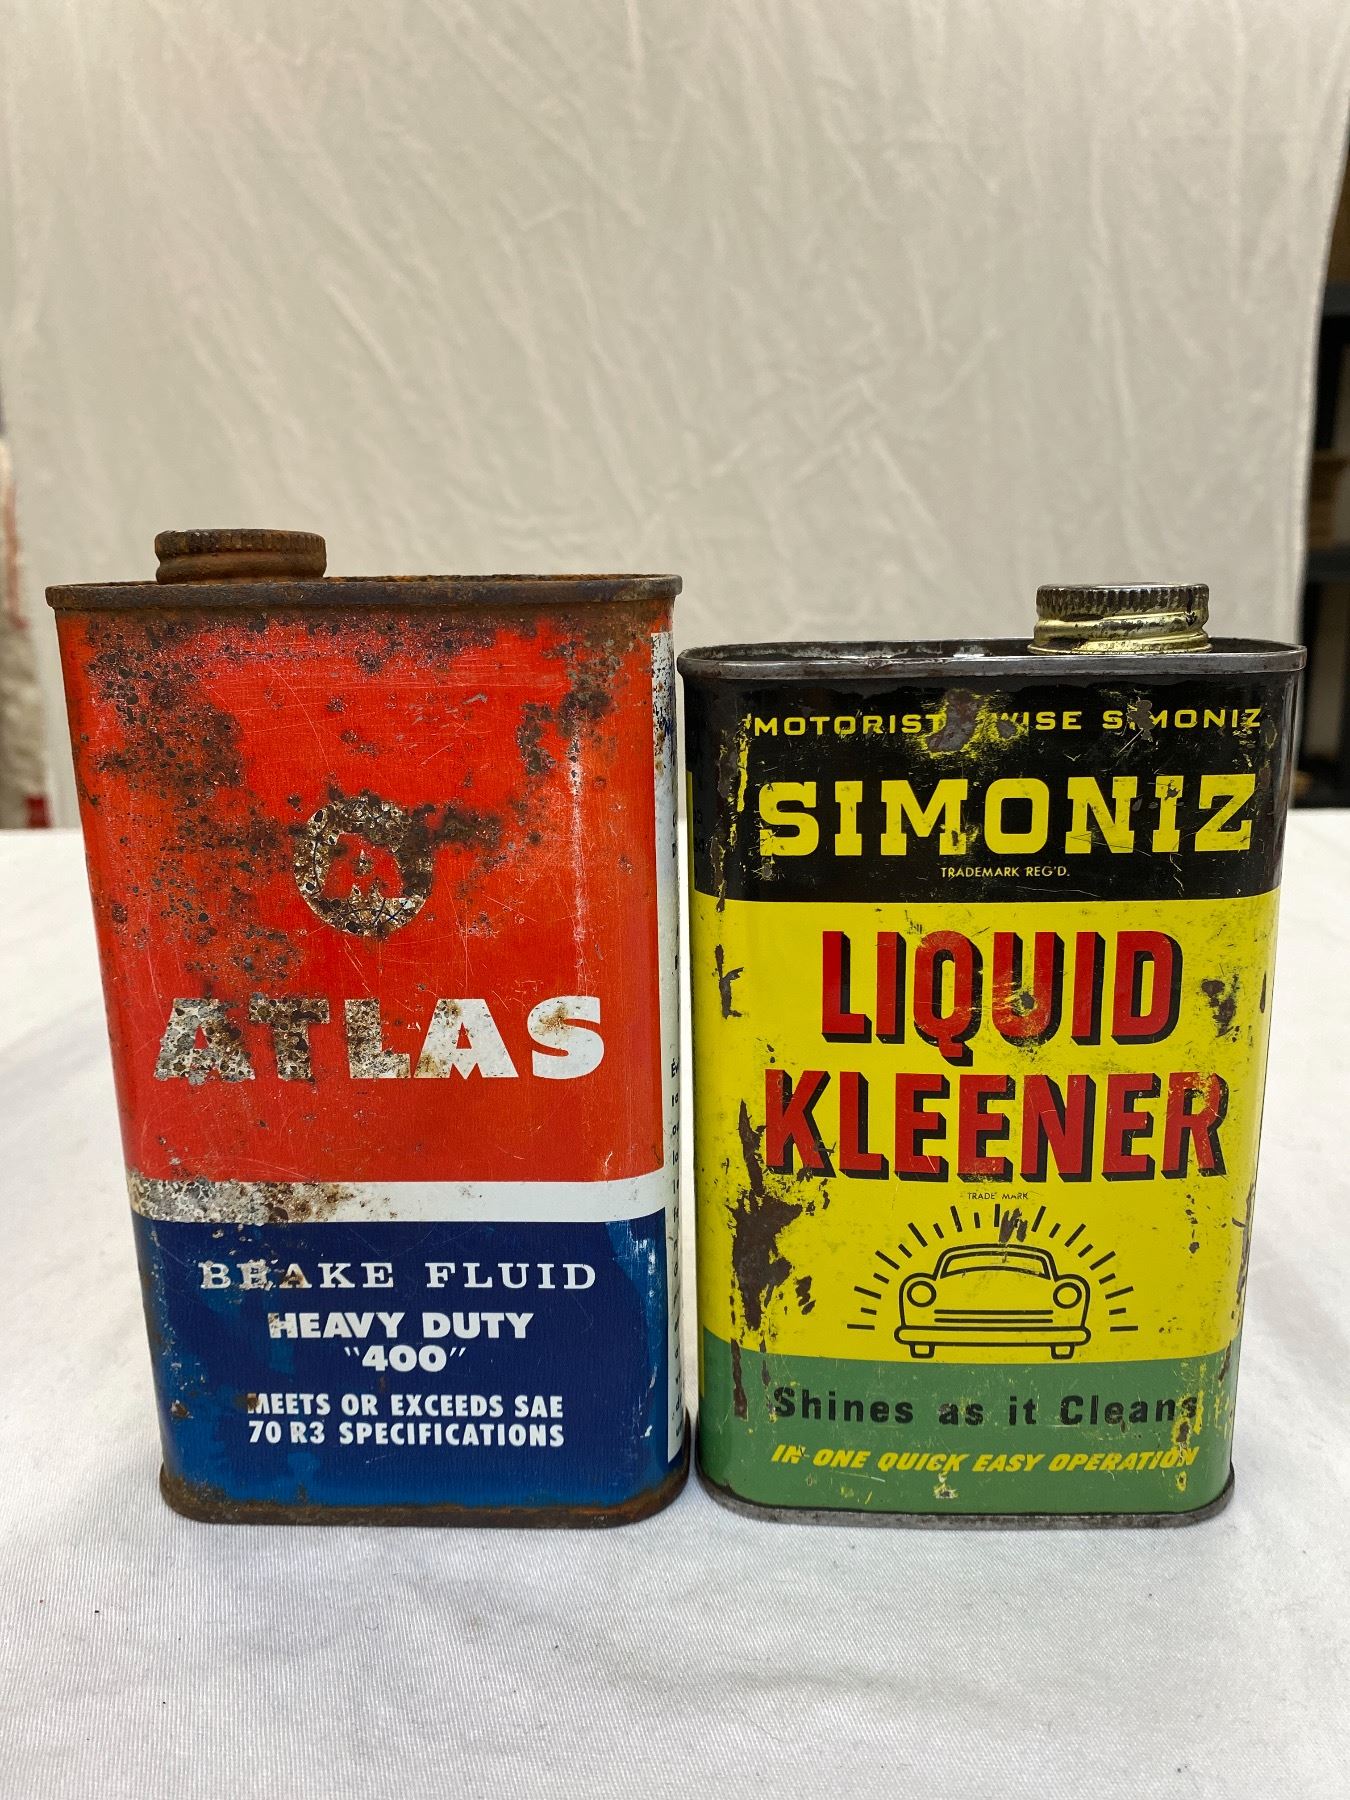 A
ATLAS
BRAKE FLUID
HEAVY DUTY
"400"
MEETS OR EXCEEDS SAE
70 R3 SPECIFICATIONS
MOTORIST WISE SIMONIZ
SIMONIZ
TRADEMARK REG'D.
LIQUID
KLEENER
TRADE MARK
Shines as it Cleans
IN ONE QUICK EASY OPERATION